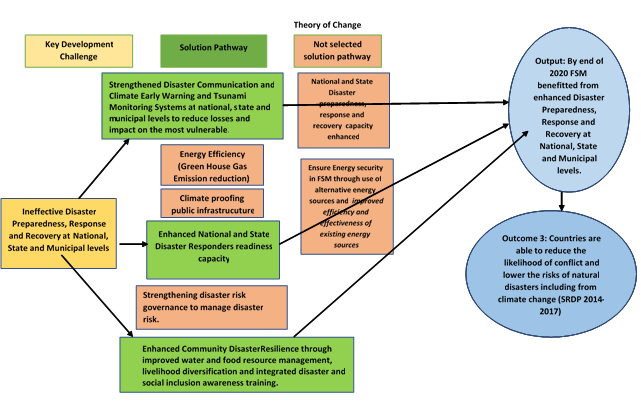 Theory of Change
Key Development
Challenge
Solution Pathway
Not selected
solution pathway
Output: By end of
2020 FSM
benefitted from
enhanced Disaster
Preparedness,
Response and
Recovery at
National, State
and Municipal
levels.
Strengthened Disaster Communication and
Climate Early Warning and Tsunami
Monitoring Systems at national, state and
municipal levels to reduce losses and
impact on the most vulnerable.
National and State
Disaster
preparedness,
response and
recovery capacity
enhanced
Energy Efficiency
(Green House Gas
Emission reduction)
Climate proofing
public infrastrucuture
Ensure Energy security
in FSM through use of
alternative energy
sources and improved
efficiency and
effectiveness of
existing energy
sources
Ineffective Disaster
Preparedness, Response
and Recovery at National,
State and Municipal levels
Enhanced National and State
Disaster Responders readiness
capacity
Outcome 3: Countries are
able to reduce the
likelihood of conflict and
lower the risks of natural
disasters including from
climate change (SRDP 2014-
2017)
Strengthening disaster risk
governance to manage disaster
risk.
Enhanced Community DisasterResilience through
improved water and food resource management,
livelihood diversification and integrated disaster and
social inclusion awareness training.